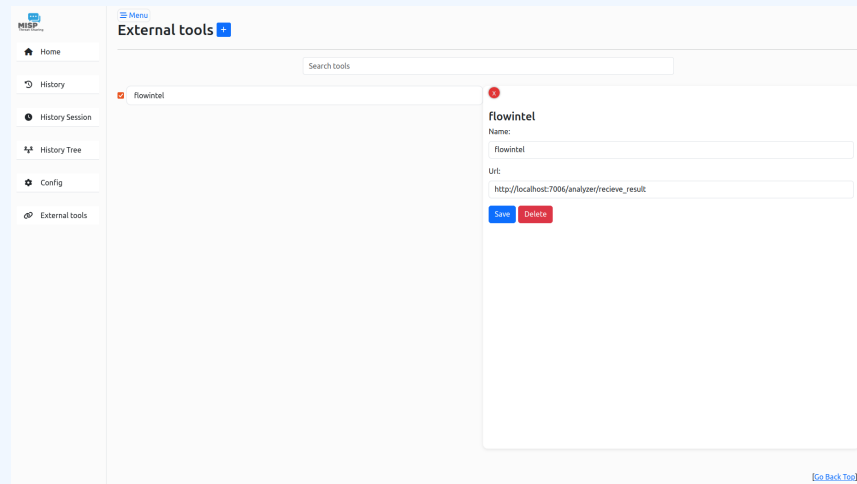 MISP
Threat Sharing
Home
History
History Session
History Tree
Config
External tools
Menu
External tools +
Search tools
flowintel
x
flowintel
Name:
flowintel
Url:
http://localhost:7006/analyzer/recieve_result
Save Delete
[Go Back Top]